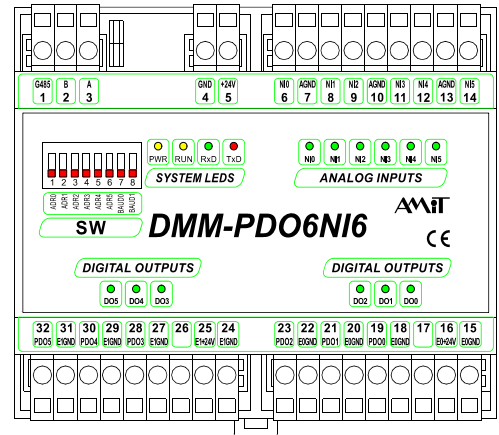 G485 B A GND +24V NI0 AGND NI1 NI2 AGND NI3 NI4 AGND NI5
1 2 3 4 5 6 7 8 9 10 11 12 13 14
PWR RUN RxD TxD NI0 NI1 NI2 NI3 NI4 NI5
SYSTEM LEDS ANALOG INPUTS
1 2 3 4 5 6 7 8
ADR0 ADR1 ADR2 ADR3 ADR4 ADR5 BAUD0 BAUD1
AMiT
SW DMM-PDO6NI6
CE
DIGITAL OUTPUTS DIGITAL OUTPUTS
DO5 DO4 DO3 DO2 DO1 DO0
32 31 30 29 28 27 26 25 24 23 22 21 20 19 18 17 16 15
PDO5 E1GND PDO4 E1GND PDO3 E1GND E1+24V E1GND PDO2 E0GND PDO1 E0GND PDO0 E0GND E0+24V E0GND